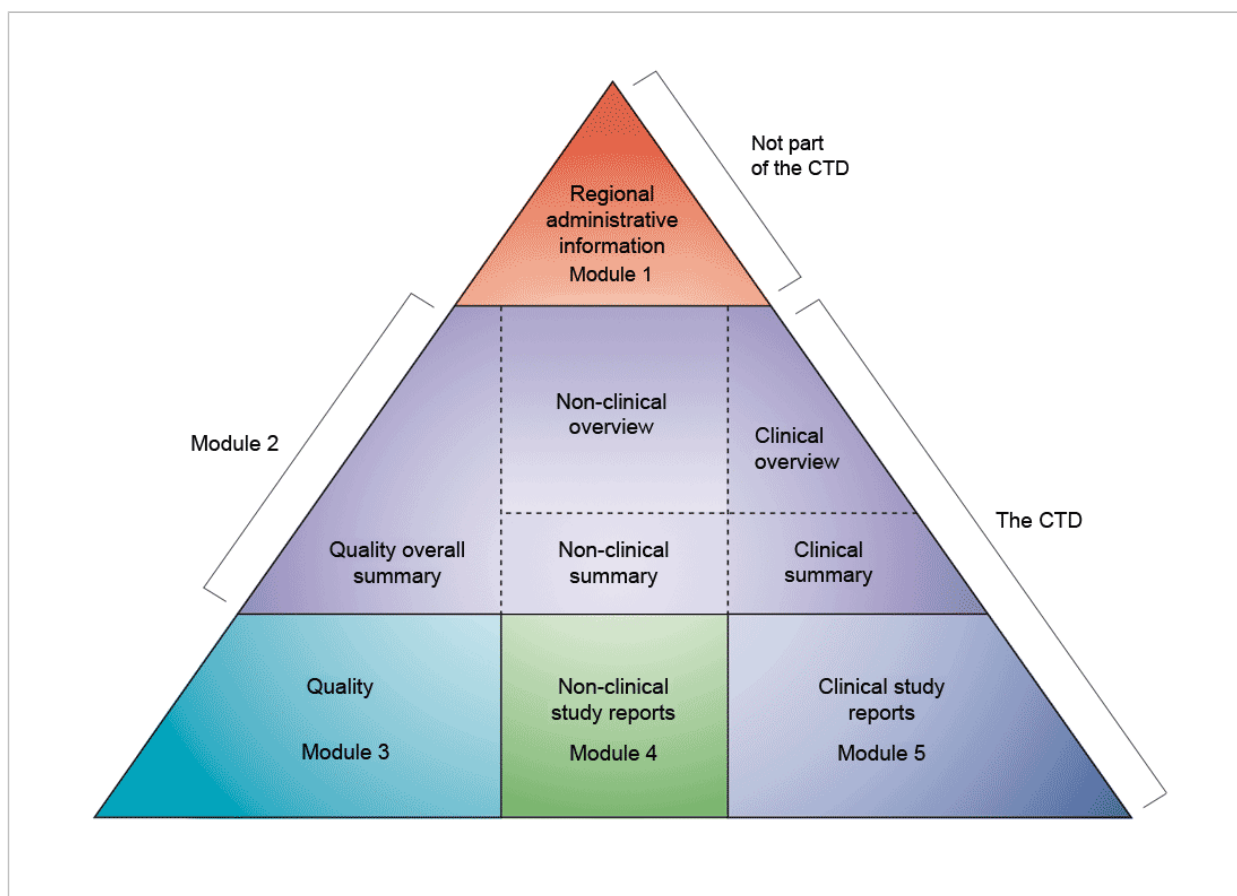 Not part
of the CTD
Regional
administrative
information
Module 1
Module 2
Non-clinical
overview
Clinical
overview
The CTD
Quality overall
summary
Non-clinical
summary
Clinical
summary
Quality
Module 3
Non-clinical
study reports
Module 4
Clinical study
reports
Module 5